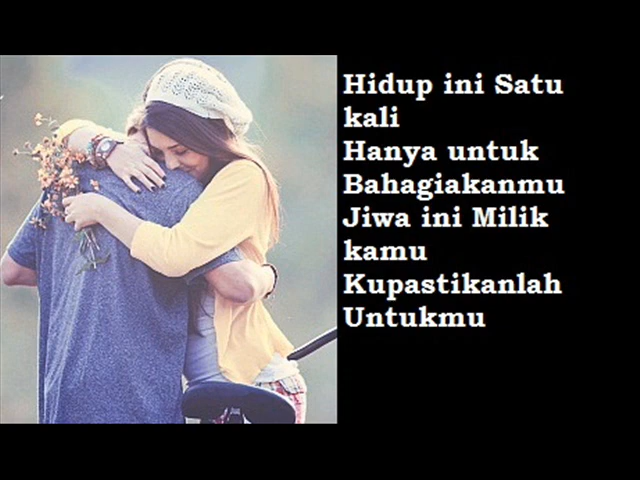 Hidup ini Satu
kali
Hanya untuk
Bahagiakanmu
Jiwa ini Milik
kamu
Kupastikanlah
Untukmu